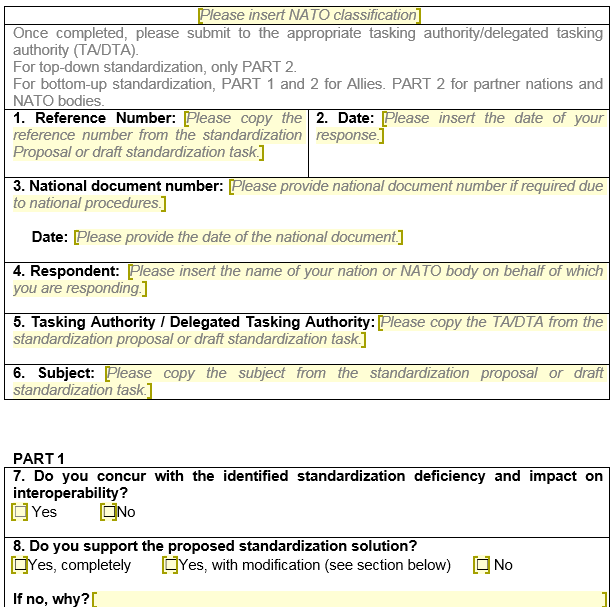 [Please insert NATO classification]
Once completed, please submit to the appropriate tasking authority/delegated tasking
authority (TA/DTA).
For top-down standardization, only PART 2.
For bottom-up standardization, PART 1 and 2 for Allies. PART 2 for partner nations and
NATO bodies.
1. Reference Number: [Please copy the
reference number from the standardization
Proposal or draft standardization task.]
2. Date: [Please insert the date of your
response.]
3. National document number: [Please provide national document number if required due
to national procedures.]
Date: [Please provide the date of the national document.]
4. Respondent: [Please insert the name of your nation or NATO body on behalf of which
you are responding.]
5. Tasking Authority / Delegated Tasking Authority: [Please copy the TA/DTA from the
standardization proposal or draft standardization task.]
6. Subject: [Please copy the subject from the standardization proposal or draft
standardization task.]
PART 1
7. Do you concur with the identified standardization deficiency and impact on
interoperability?
[☐] Yes [☐]No
8. Do you support the proposed standardization solution?
[☐]Yes, completely [☐]Yes, with modification (see section below) [☐] No
If no, why?[ ]